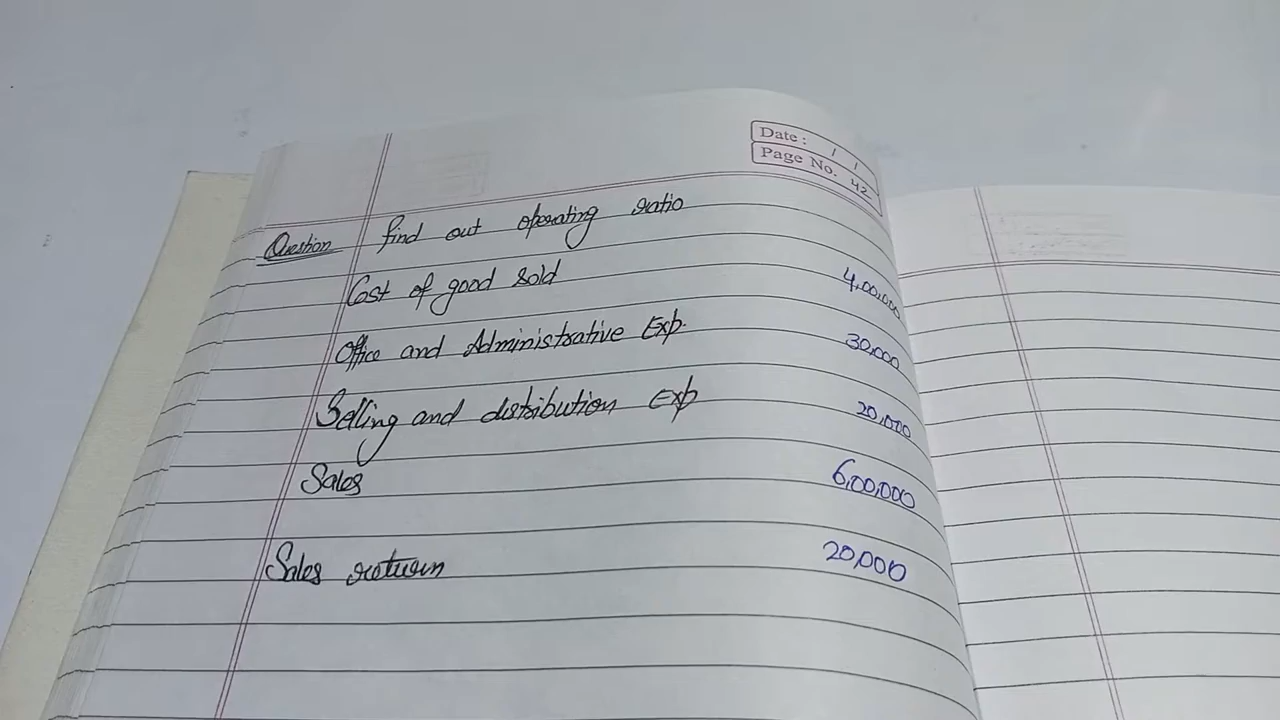 Date : / /
Page No. 42
Question find out operating ratio
Cost of good sold 4,00,000
Office and Administrative Exp. 30,000
Selling and distribution Exp 20,000
Sales 6,00,000
Sales return 20,000